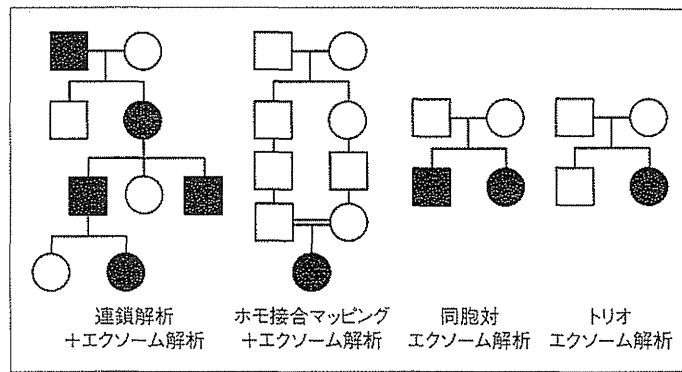 連鎖解析
+エクソーム解析
ホモ接合マッピング
+エクソーム解析
同胞対
エクソーム解析
トリオ
エクソーム解析